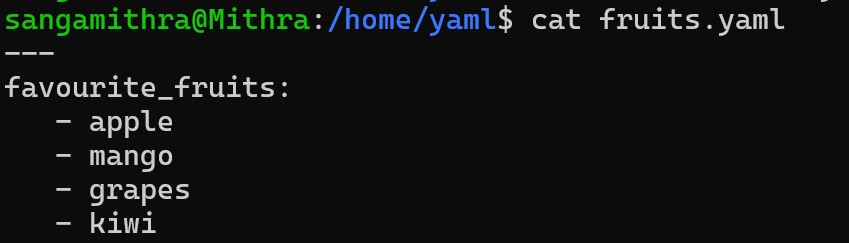 sangamithra@Mithra:/home/yaml$ cat fruits.yaml
---
favourite_fruits:
   - apple
   - mango
   - grapes
   - kiwi